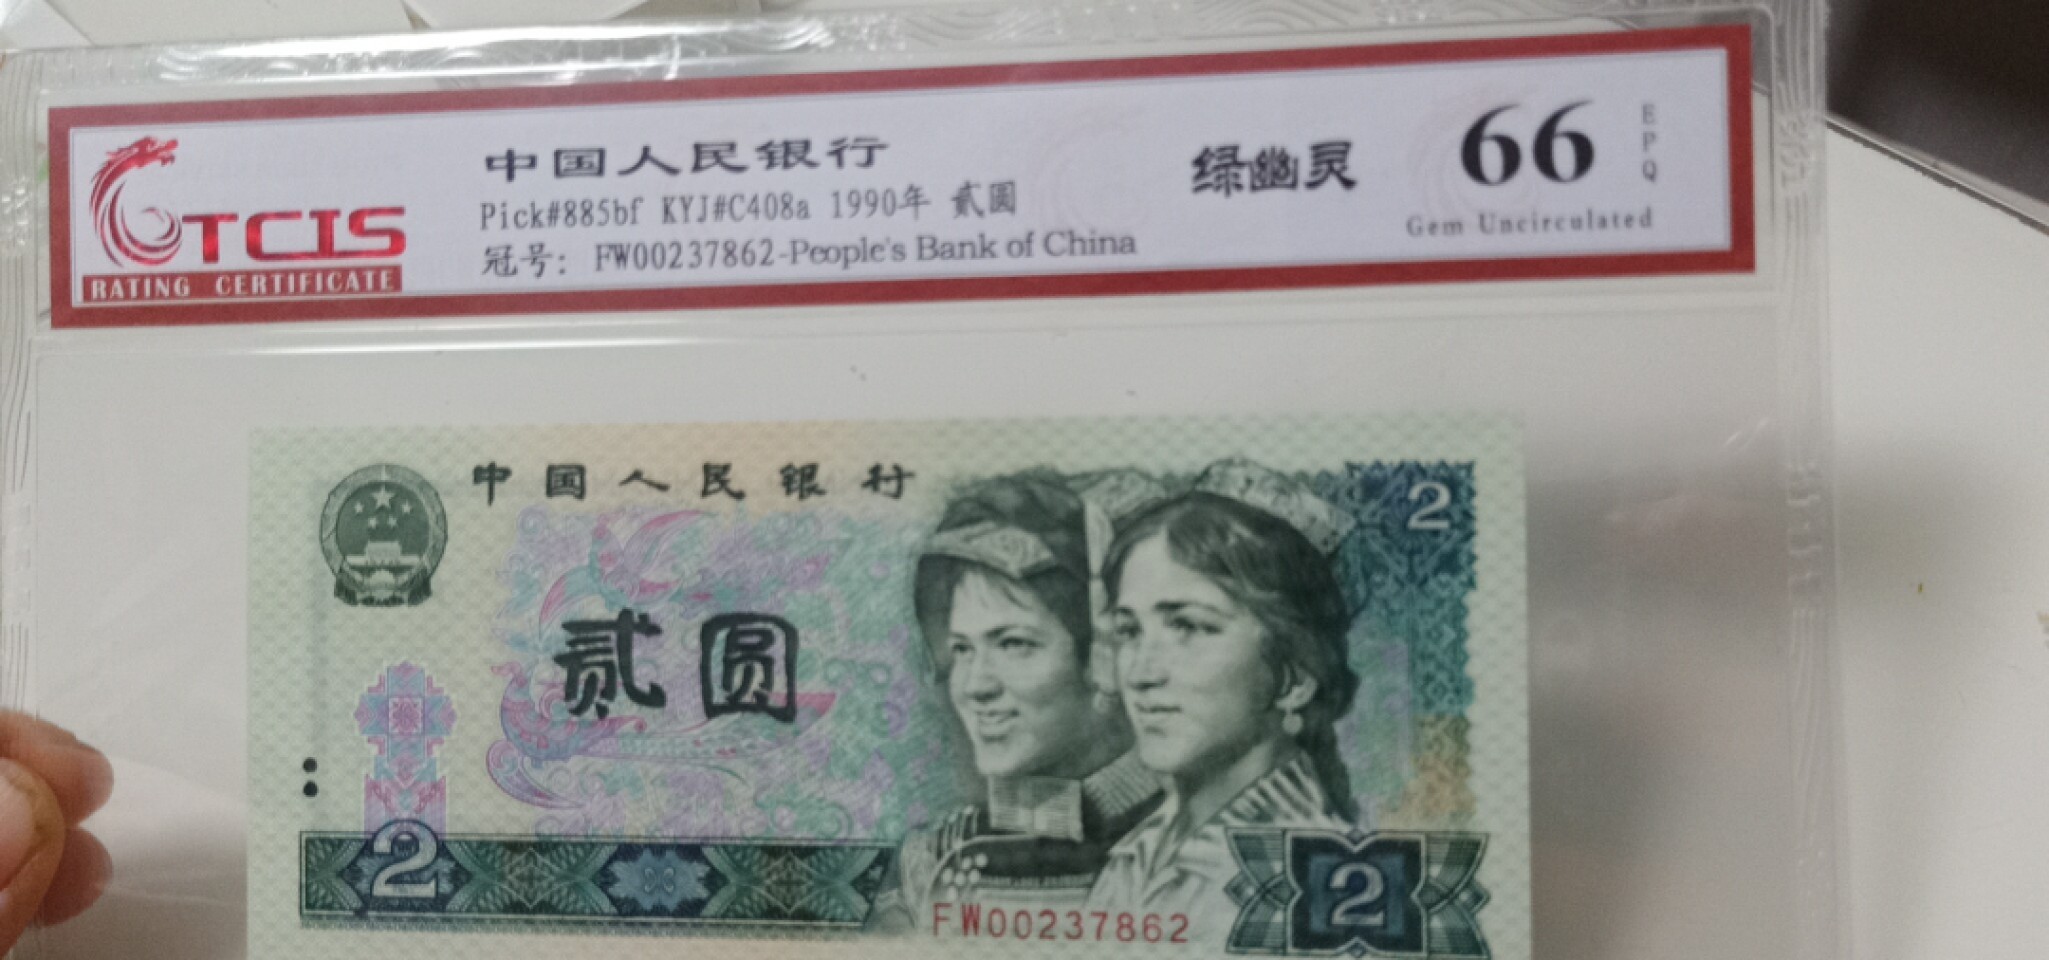 TCIS
RATING CERTIFICATE
中国人民银行
Pick#885bf KYJ#C408a 1990年 贰圆
冠号: FW00237862-People's Bank of China
绿幽灵
66
EPQ
Gem Uncirculated
中国人民银行
2
贰圆
2
FW00237862
2